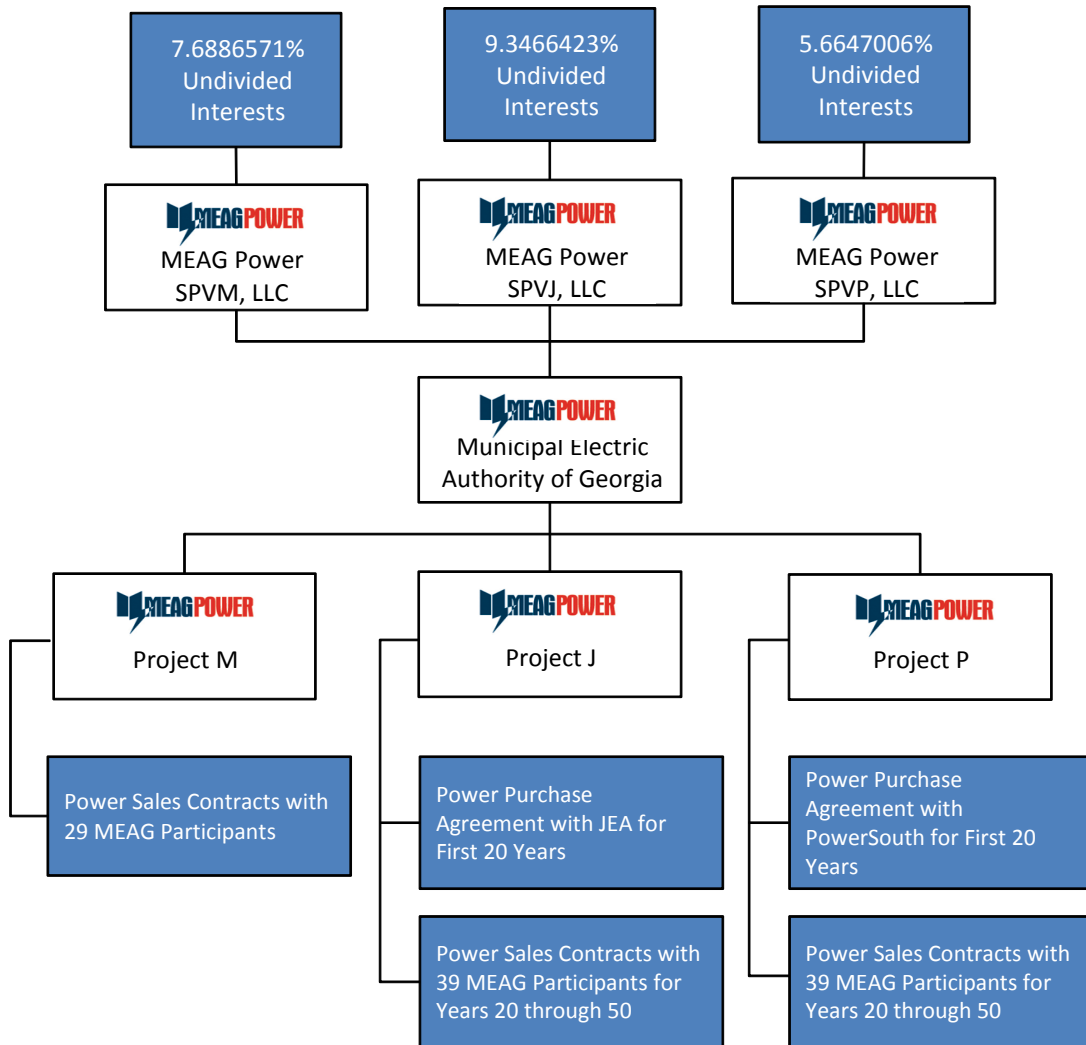 7.6886571%
Undivided
Interests
9.3466423%
Undivided
Interests
5.6647006%
Undivided
Interests
MEAGPOWER
MEAG Power
SPVM, LLC
MEAGPOWER
MEAG Power
SPVJ, LLC
MEAGPOWER
MEAG Power
SPVP, LLC
MEAGPOWER
Municipal Electric
Authority of Georgia
MEAGPOWER
Project M
MEAGPOWER
Project J
MEAGPOWER
Project P
Power Sales Contracts with
29 MEAG Participants
Power Purchase
Agreement with JEA for
First 20 Years
Power Purchase
Agreement with
PowerSouth for First 20
Years
Power Sales Contracts with
39 MEAG Participants for
Years 20 through 50
Power Sales Contracts with
39 MEAG Participants for
Years 20 through 50